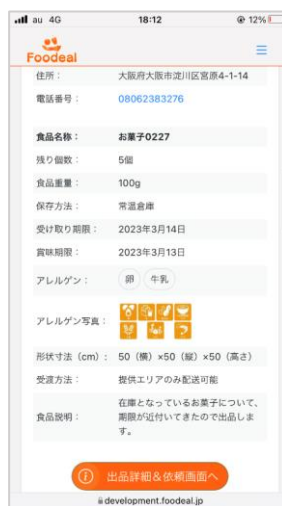 au 4G 18:12 12%
Foodeal
住所： 大阪府大阪市淀川区宮原4-1-14
電話番号： 08062383276
食品名称： お菓子0227
残り個数： 5個
食品重量： 100g
保存方法： 常温倉庫
受け取り期限： 2023年3月14日
賞味期限： 2023年3月13日
アレルゲン： 卵 牛乳
アレルゲン写真：
形状寸法（cm）： 50（横）×50（縦）×50（高さ）
受渡方法： 提供エリアのみ配送可能
食品説明： 在庫となっているお菓子について、
期限が近付いてきたので出品しま
す。
出品詳細＆依頼画面へ
development.foodeal.jp